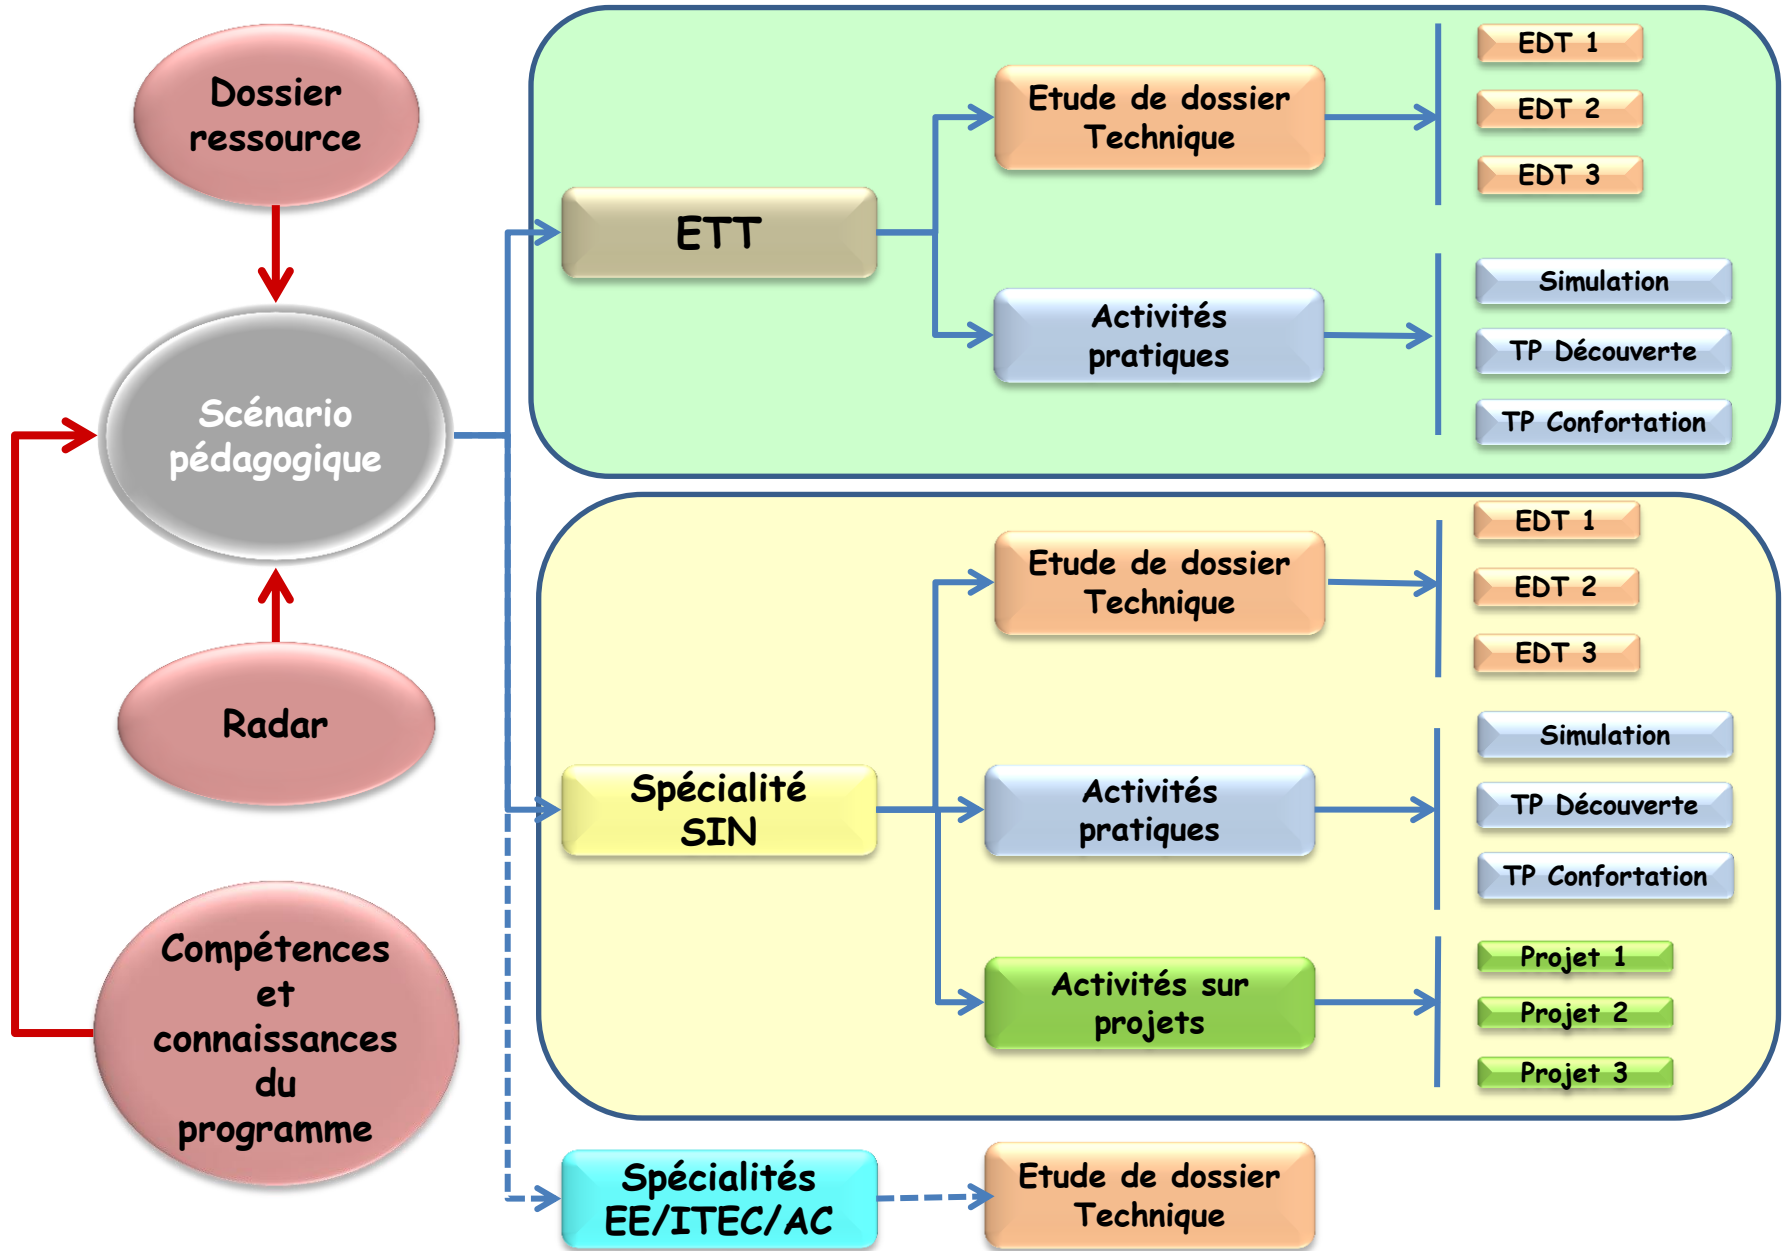 Dossier
ressource
Scénario
pédagogique
Radar
Compétences
et
connaissances
du
programme
ETT
Etude de dossier
Technique
EDT 1
EDT 2
EDT 3
Activités
pratiques
Simulation
TP Découverte
TP Confortation
Spécialité
SIN
Etude de dossier
Technique
EDT 1
EDT 2
EDT 3
Activités
pratiques
Simulation
TP Découverte
TP Confortation
Activités sur
projets
Projet 1
Projet 2
Projet 3
Spécialités
EE/ITEC/AC
Etude de dossier
Technique